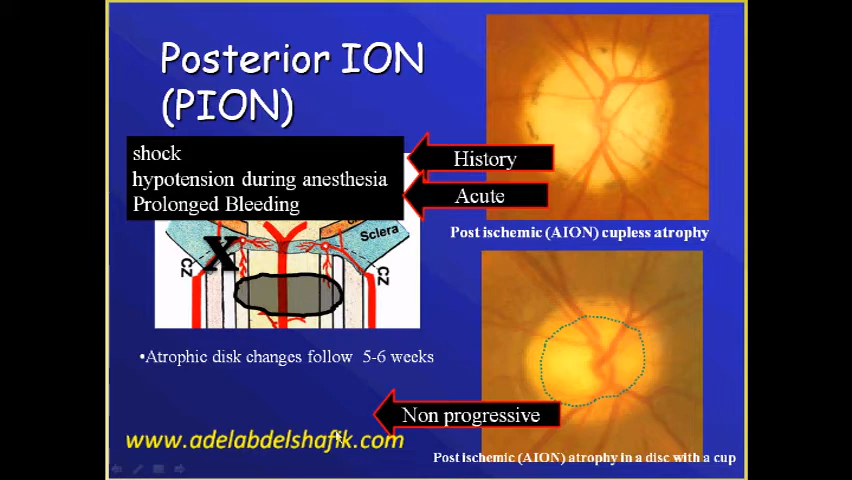 Posterior ION
(PION)
shock
hypotension during anesthesia
Prolonged Bleeding
History
Acute
Post ischemic (AION) cupless atrophy
Sclera
CZ
CZ
•Atrophic disk changes follow 5-6 weeks
Non progressive
www.adelabdelshafik.com
Post ischemic (AION) atrophy in a disc with a cup